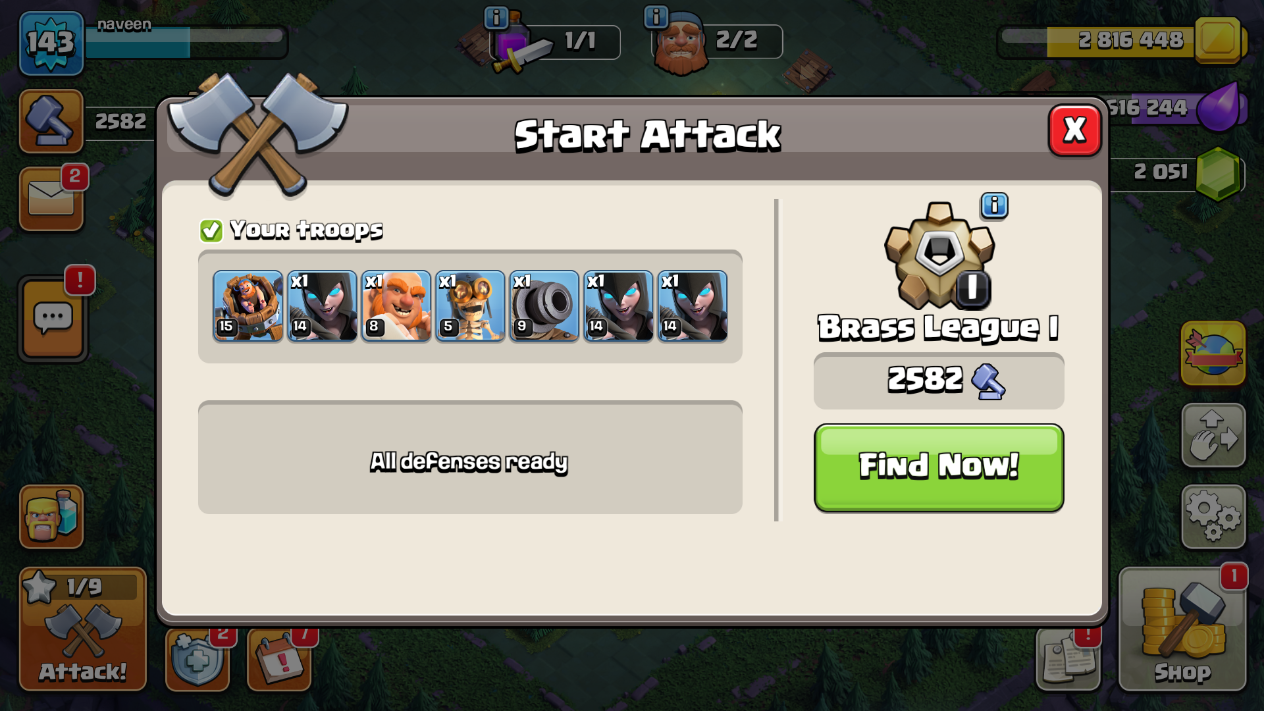 naveen
143
1/1
2/2
2 816 448
2582
516 244
2
2 051
Start Attack
X
Your troops
x1
x1
x1
x1
x1
x1
15
14
8
5
9
14
14
I
Brass League I
2582
All defenses ready
Find Now!
!
1/9
Attack!
2
7
!
1
Shop